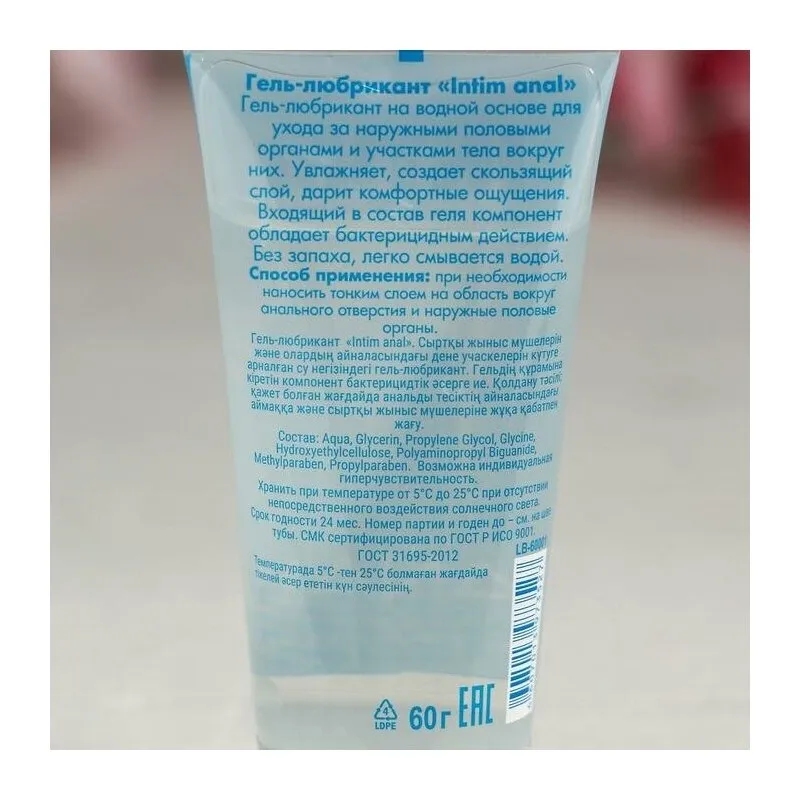 Гель-любрикант «Intim anal»
Гель-любрикант на водной основе для
ухода за наружными половыми
органами и участками тела вокруг
них. Увлажняет, создает скользящий
слой, дарит комфортные ощущения.
Входящий в состав геля компонент
обладает бактерицидным действием.
Без запаха, легко смывается водой.
Способ применения: при необходимости
наносить тонким слоем на область вокруг
анального отверстия и наружные половые
органы.
Гель-любрикант «Intim anal». Сыртқы жыныс мушелерін
және олардың айналасындағы дене учаскелерін күтуге
арналған су негізіндегі гель-любрикант. Гельдің құрамына
кіретін компонент бактерицидтік әсерге ие. Қолдану тәсілі:
қажет болған жағдайда анальды тесіктің айналасындағы
аймаққа және сыртқы жыныс мүшелеріне жұқа қабатпен
жағу.
Состав: Aqua, Glycerin, Propylene Glycol, Glycine,
Hydroxyethylcellulose, Polyaminopropyl Biguanide,
Methylparaben, Propylparaben. Возможна индивидуальная
гиперчувствительность.
Хранить при температуре от 5°C до 25°C при отсутствии
непосредственного воздействия солнечного света.
Срок годности 24 мес. Номер партии и годен до – см. на шве
тубы. СМК сертифицирована по ГОСТ Р ИСО 9001.
ГОСТ 31695-2012
Температурада 5°C -тен 25°C болмаған жағдайда
тікелей әсер ететін күн сәулесінің.
4
LDPE
60 г
EAC